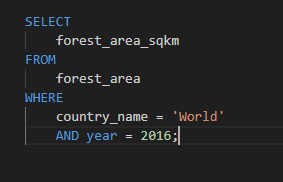 SELECT
    forest_area_sqkm
FROM
    forest_area
WHERE
    country_name = 'World'
    AND year = 2016;